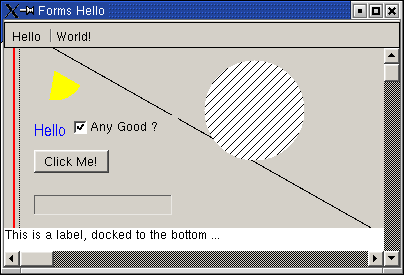 Forms Hello
Hello World!
Hello Any Good ?
Click Me!
This is a label, docked to the bottom ...